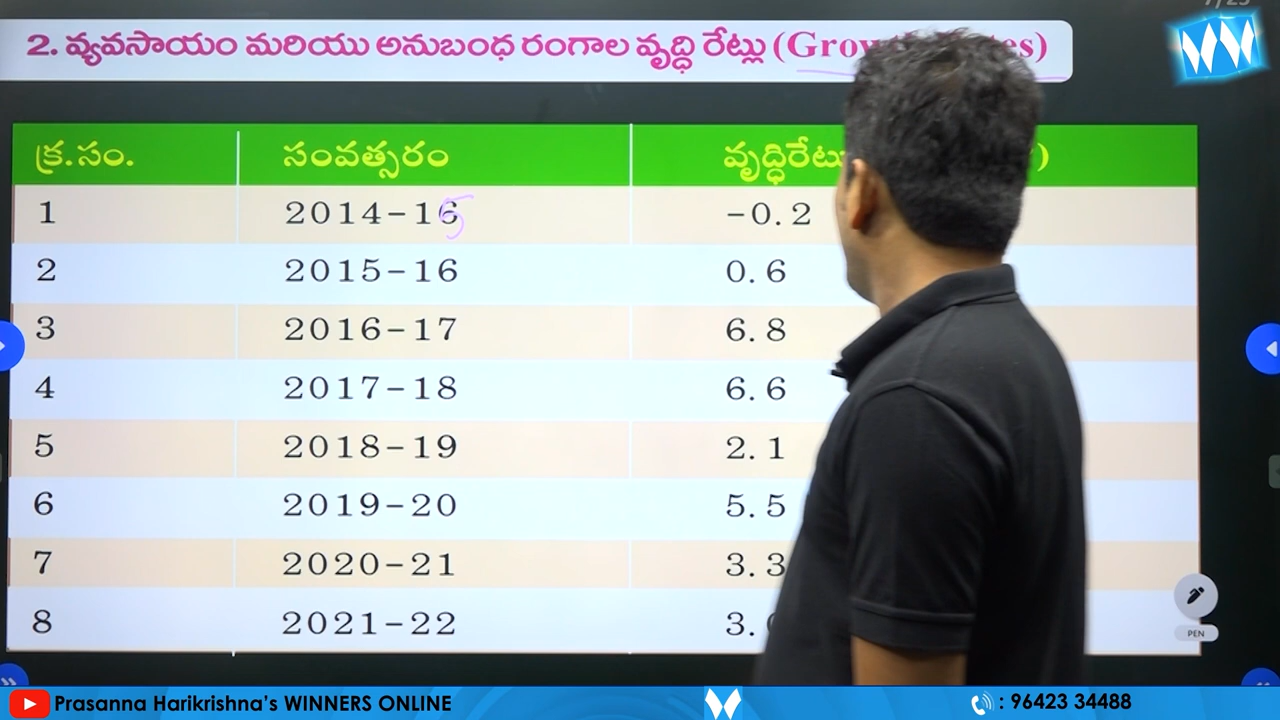 2. వ్యవసాయం మరియు అనుబంధ రంగాల వృద్ధి రేట్లు (Growth Rates)
క్ర.సం. సంవత్సరం వృద్ధిరేటు
1 2014-15 -0.2
2 2015-16 0.6
3 2016-17 6.8
4 2017-18 6.6
5 2018-19 2.1
6 2019-20 5.5
7 2020-21 3.3
8 2021-22
PEN
Prasanna Harikrishna's WINNERS ONLINE : 96423 34488